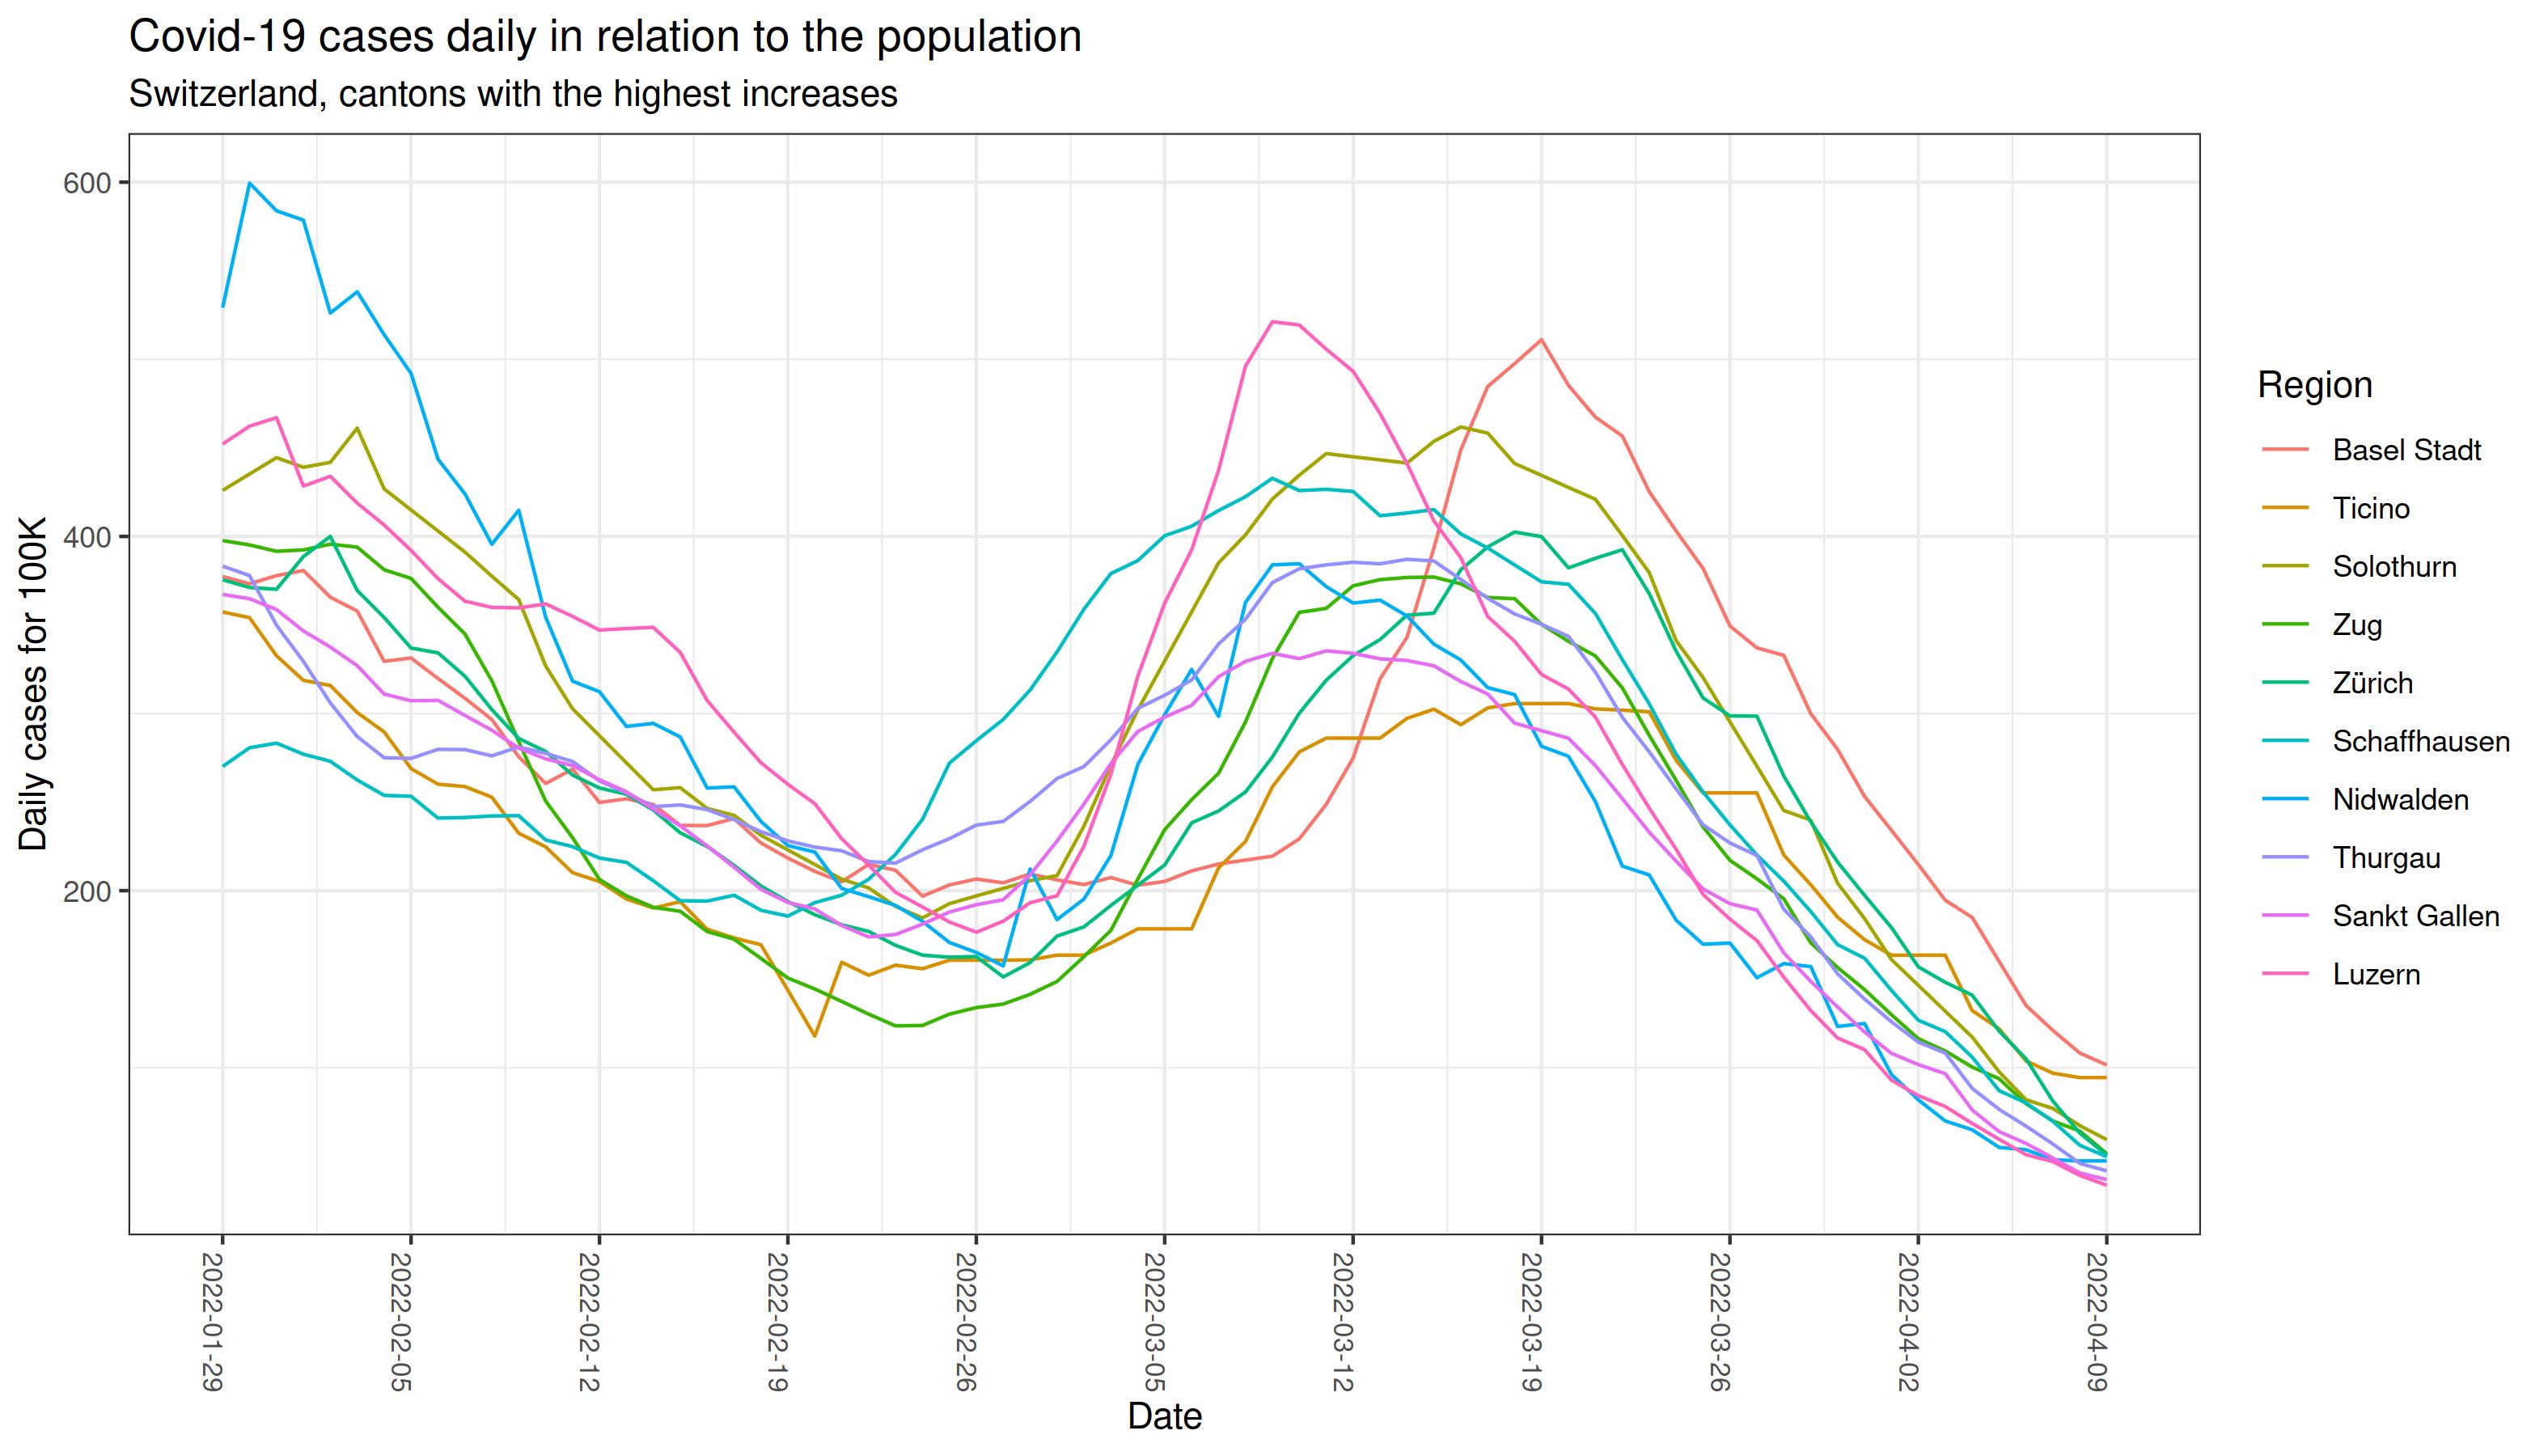 Covid-19 cases daily in relation to the population
Switzerland, cantons with the highest increases
Daily cases for 100K
600
400
200
2022-01-29
2022-02-05
2022-02-12
2022-02-19
2022-02-26
2022-03-05
2022-03-12
2022-03-19
2022-03-26
2022-04-02
2022-04-09
Date
Region
Basel Stadt
Ticino
Solothurn
Zug
Zürich
Schaffhausen
Nidwalden
Thurgau
Sankt Gallen
Luzern